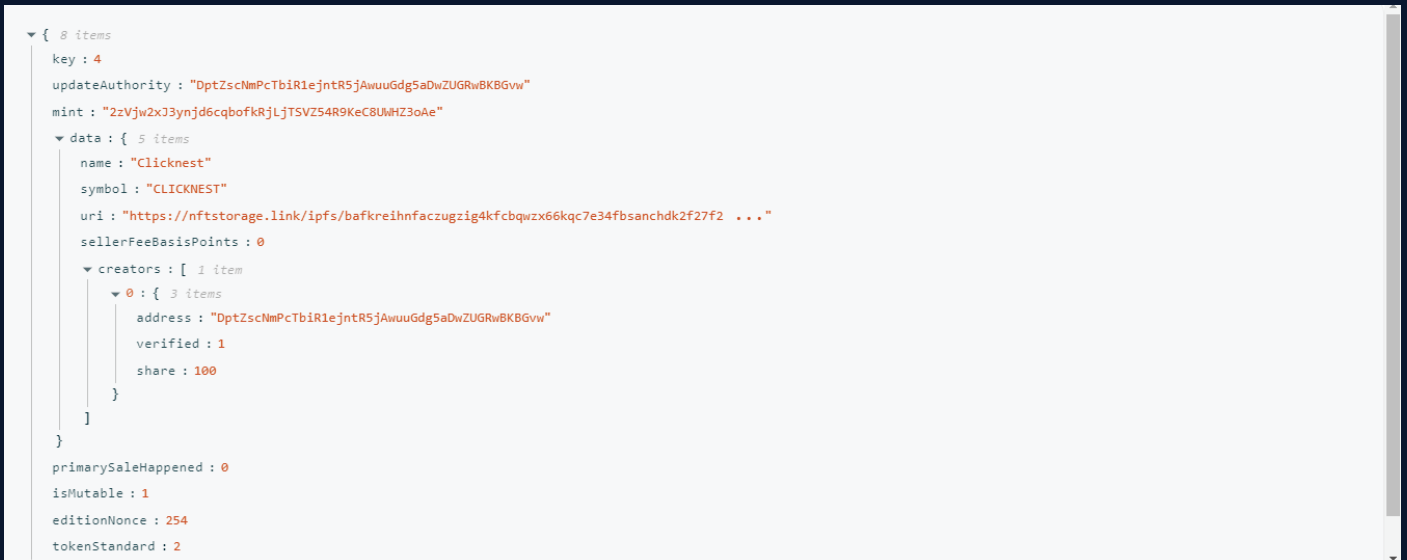 { 8 items
key : 4
updateAuthority : "DptZscNmPcTbiR1ejntR5jAwuuGdg5aDwZUGRwBKBGvw"
mint : "2zVjw2xJ3ynjd6cqbofkRjLjTSVZ54R9KeC8UWHZ3oAe"
data : { 5 items
name : "Clicknest"
symbol : "CLICKNEST"
uri : "https://nftstorage.link/ipfs/bafkreihnfaczugzig4kfcbqwzx66kqc7e34fbsanchdk2f27f2 ..."
sellerFeeBasisPoints : 0
creators : [ 1 item
0 : { 3 items
address : "DptZscNmPcTbiR1ejntR5jAwuuGdg5aDwZUGRwBKBGvw"
verified : 1
share : 100
}
]
}
primarySaleHappened : 0
isMutable : 1
editionNonce : 254
tokenStandard : 2